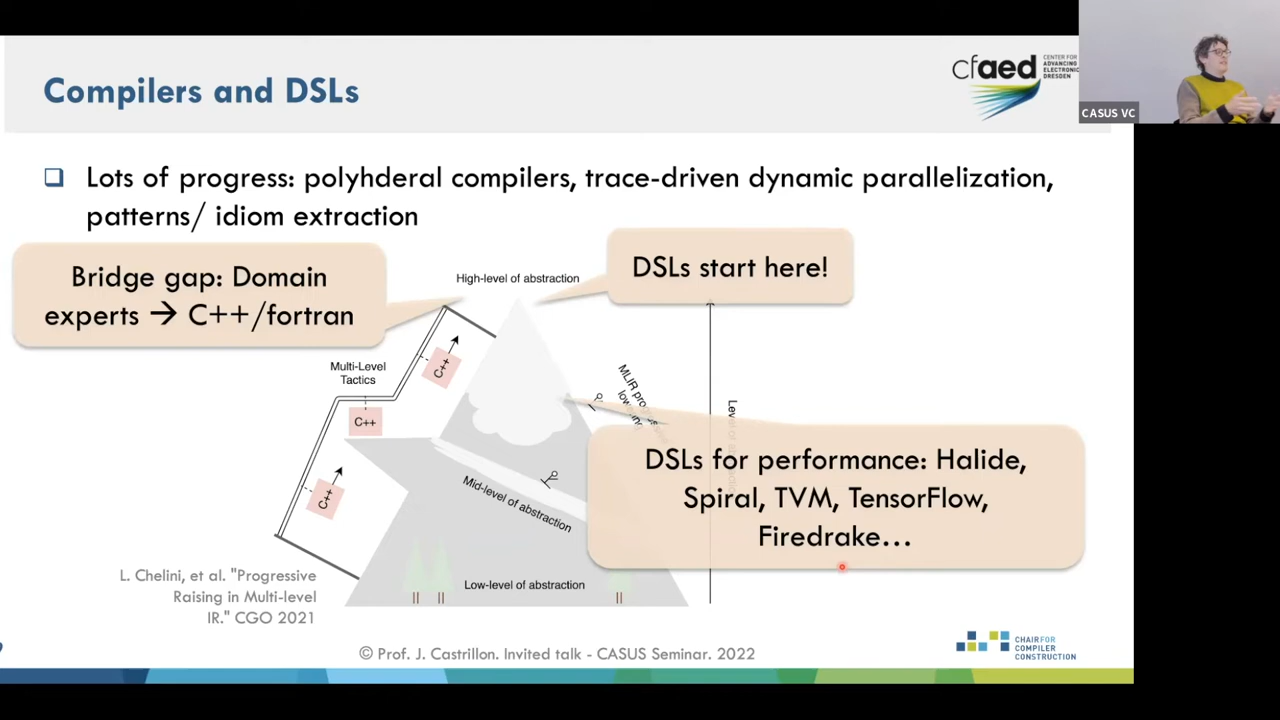 Compilers and DSLs
cfaed
CENTER FOR
ADVANCING
ELECTRONICS
DRESDEN
CASUS VC
❑ Lots of progress: polyhderal compilers, trace-driven dynamic parallelization,
patterns/ idiom extraction
Bridge gap: Domain
experts → C++/fortran
High-level of abstraction
DSLs start here!
Multi-Level
Tactics
C++
C++
C++
MLIR
Mid-level of abstraction
DSLs for performance: Halide,
Spiral, TVM, TensorFlow,
Firedrake...
Low-level of abstraction
L. Chelini, et al. "Progressive
Raising in Multi-level
IR." CGO 2021
© Prof. J. Castrillon. Invited talk - CASUS Seminar. 2022
CHAIR FOR
COMPILER
CONSTRUCTION